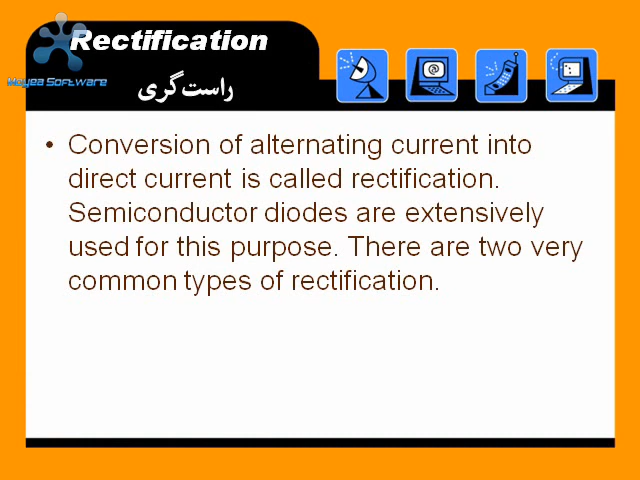 Rectification
Moyea Software
راست‌گری
• Conversion of alternating current into
direct current is called rectification.
Semiconductor diodes are extensively
used for this purpose. There are two very
common types of rectification.